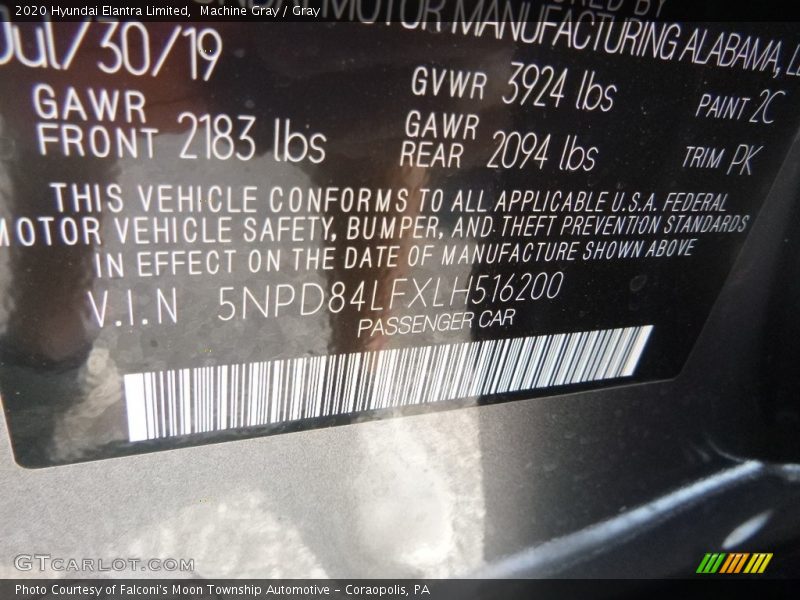 2020 Hyundai Elantra Limited, Machine Gray / Gray
MOTOR MANUFACTURING ALABAMA,
Jul/30/19
GAWR FRONT 2183 lbs
GVWR 3924 lbs
GAWR REAR 2094 lbs
PAINT 2C
TRIM PK
THIS VEHICLE CONFORMS TO ALL APPLICABLE U.S.A. FEDERAL
MOTOR VEHICLE SAFETY, BUMPER, AND THEFT PREVENTION STANDARDS
IN EFFECT ON THE DATE OF MANUFACTURE SHOWN ABOVE
V.I.N 5NPD84LFXLH516200
PASSENGER CAR
GTcarlot.com
Photo Courtesy of Falconi's Moon Township Automotive - Coraopolis, PA